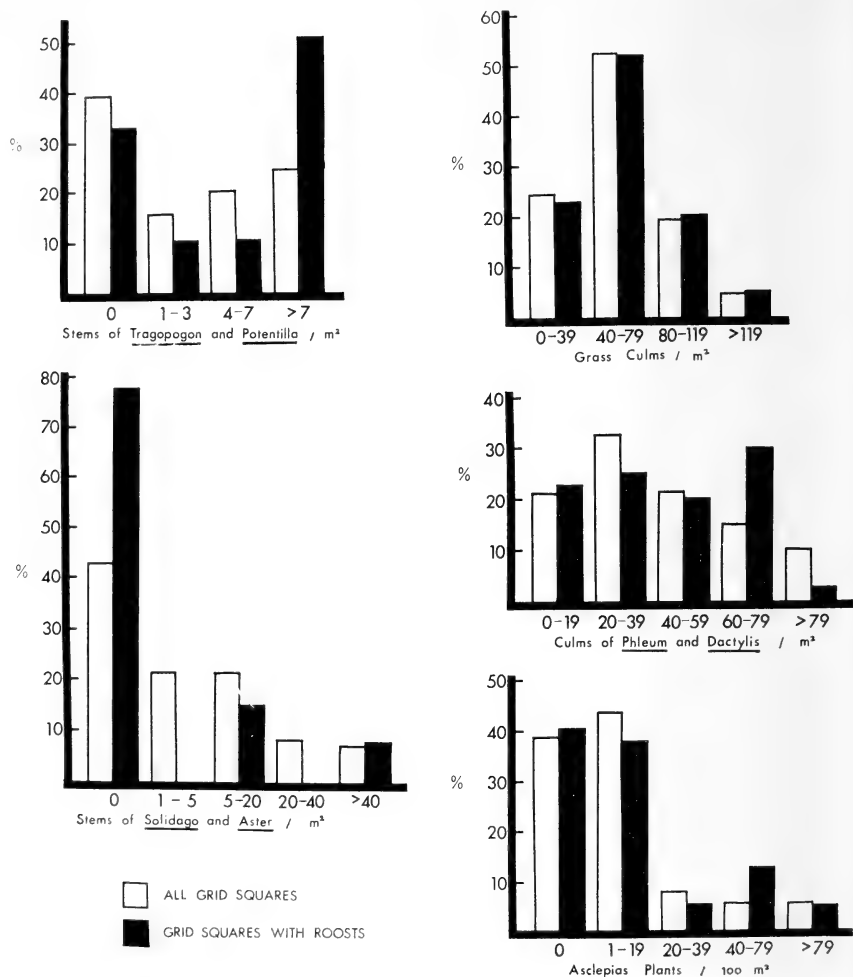 50
40
%
30
20
10
0 1-3 4-7 >7
Stems of Tragopogon and Potentilla / m²
60
50
40
%
30
20
10
0-39 40-79 80-119 >119
Grass Culms / m²
80
70
60
50
%
40
30
20
10
0 1-5 5-20 20-40 >40
Stems of Solidago and Aster / m²
40
30
%
20
10
0-19 20-39 40-59 60-79 >79
Culms of Phleum and Dactylis / m²
50
40
30
%
20
10
0 1-19 20-39 40-79 >79
Asclepias Plants / 100 m²
ALL GRID SQUARES
GRID SQUARES WITH ROOSTS